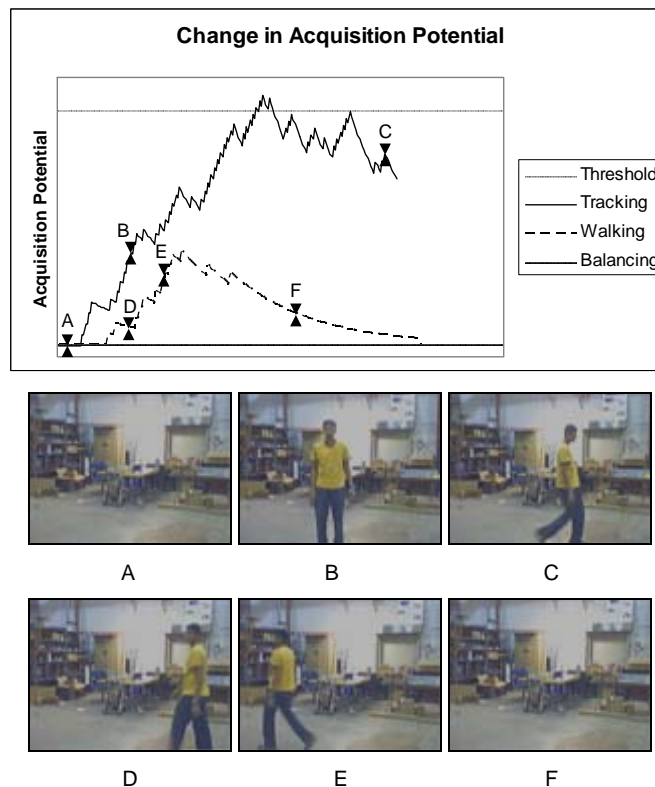 Change in Acquisition Potential
Acquisition Potential
A
B
C
D
E
F
Threshold
Tracking
Walking
Balancing
A
B
C
D
E
F